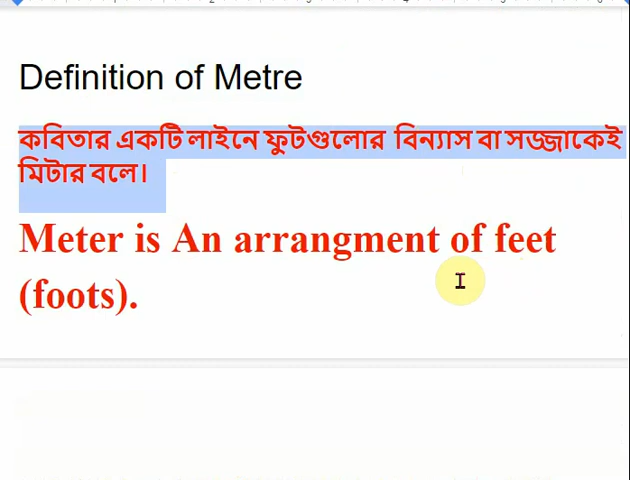 Definition of Metre
কবিতার একটি লাইনে ফুটগুলোর বিন্যাস বা সজ্জাকেই
মিটার বলে।
Meter is An arrangment of feet
(foots).